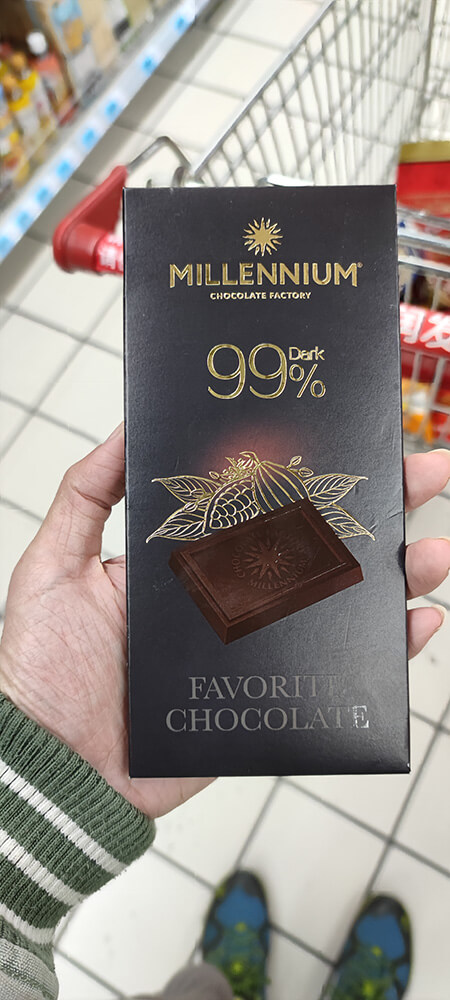 MILLENNIUM®
CHOCOLATE FACTORY
99% Dark
FAVORITE
CHOCOLATE